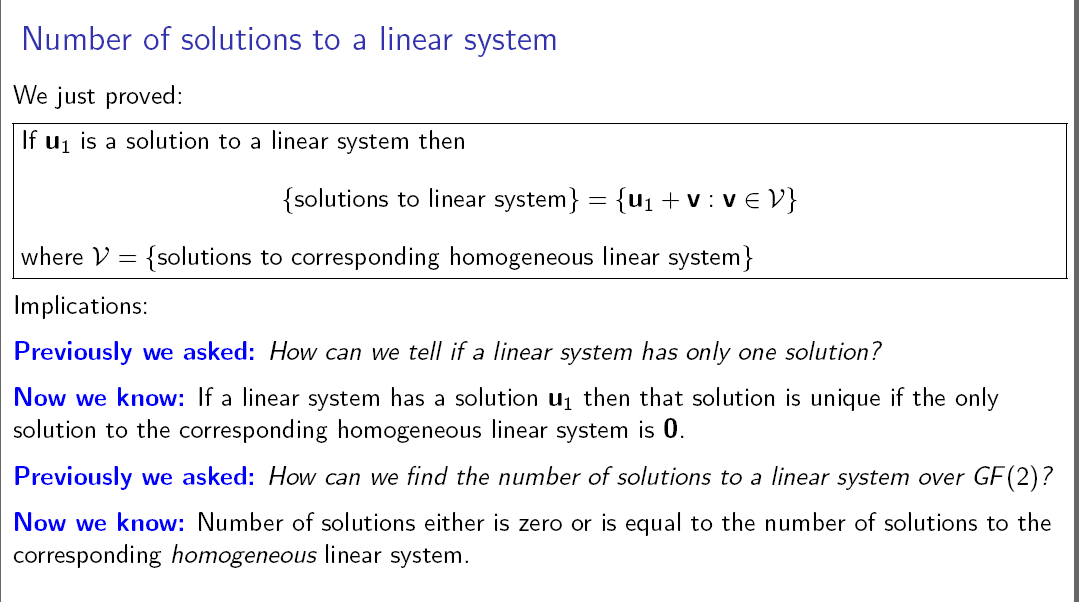 Number of solutions to a linear system
We just proved:
If u₁ is a solution to a linear system then
{solutions to linear system} = {u₁ + v : v ∈ 𝒱}
where 𝒱 = {solutions to corresponding homogeneous linear system}
Implications:
Previously we asked: How can we tell if a linear system has only one solution?
Now we know: If a linear system has a solution u₁ then that solution is unique if the only
solution to the corresponding homogeneous linear system is 0.
Previously we asked: How can we find the number of solutions to a linear system over GF(2)?
Now we know: Number of solutions either is zero or is equal to the number of solutions to the
corresponding homogeneous linear system.